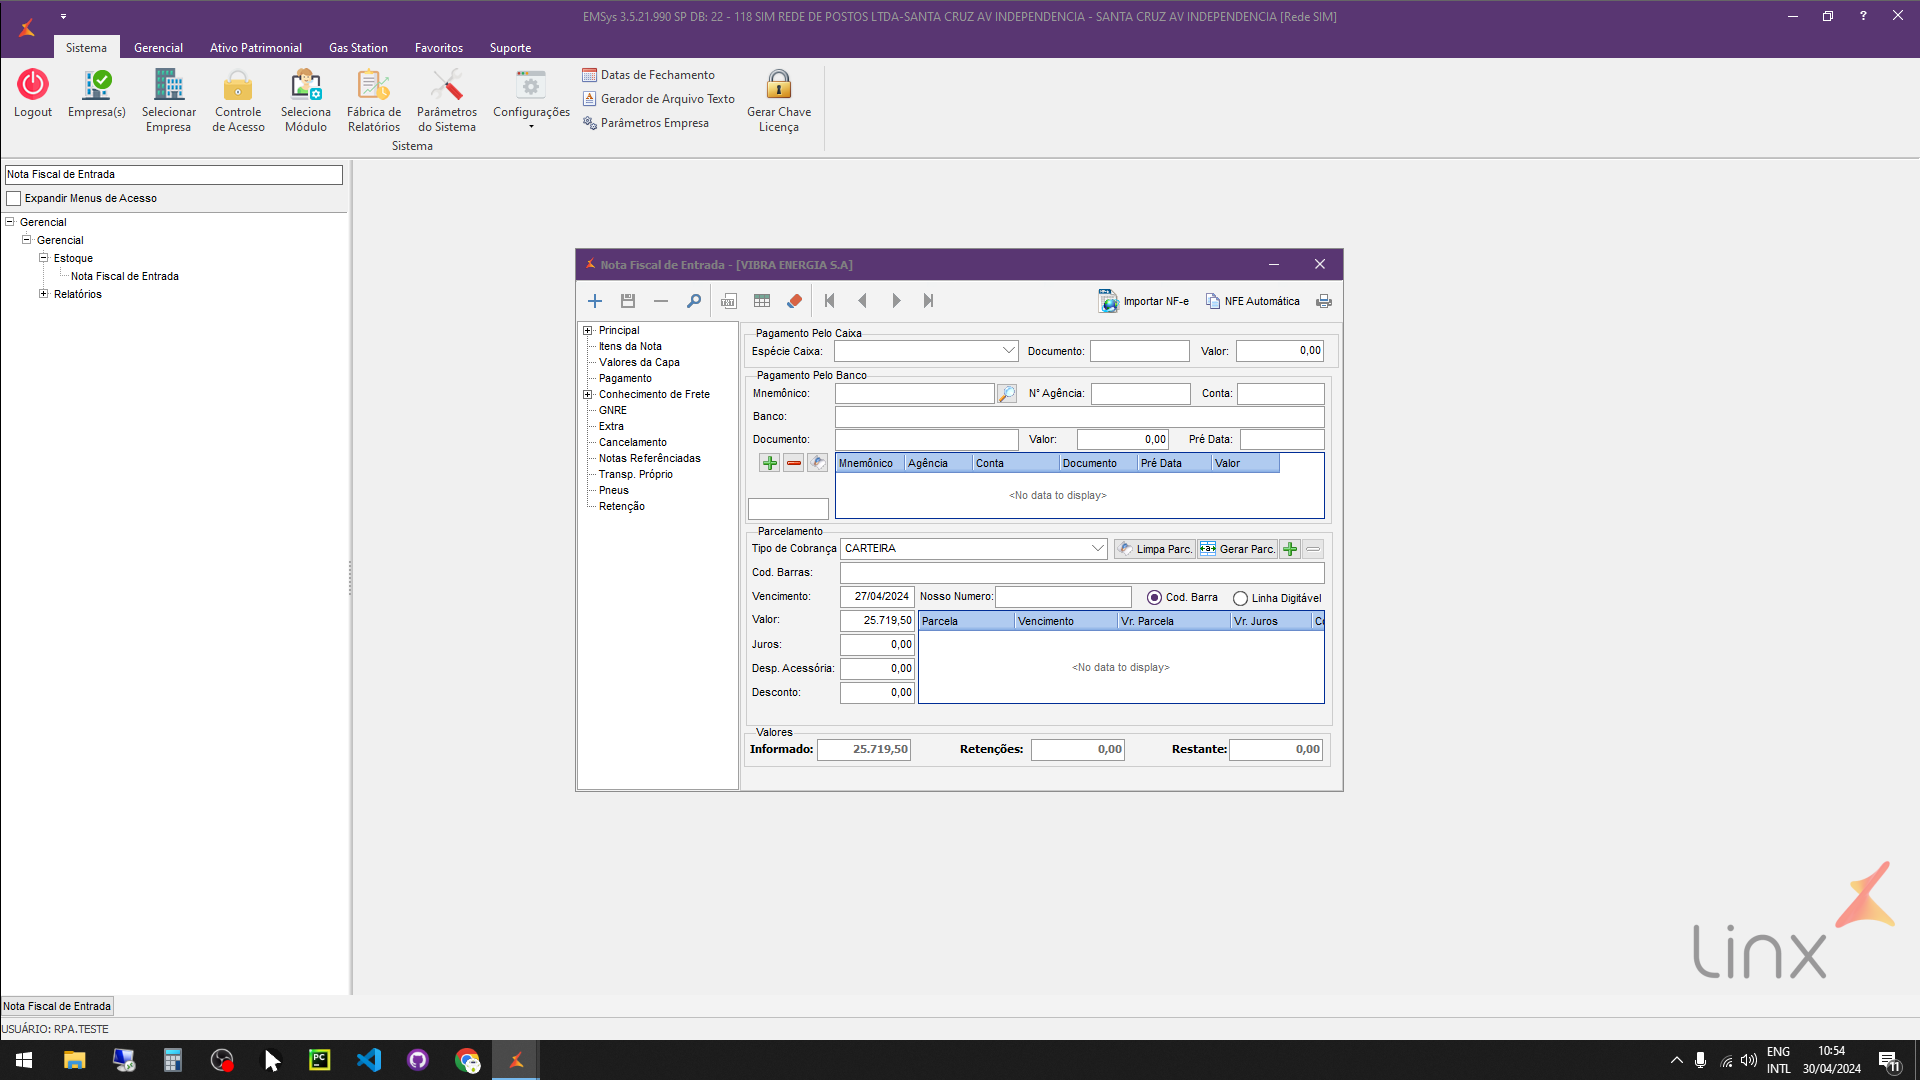 EMSys 3.5.21.990 SP DB: 22 - 118 SIM REDE DE POSTOS LTDA-SANTA CRUZ AV INDEPENDENCIA - SANTA CRUZ AV INDEPENDENCIA [Rede SIM]
Sistema Gerencial Ativo Patrimonial Gas Station Favoritos Suporte
Logout
Empresa(s)
Selecionar
Empresa
Controle
de Acesso
Seleciona
Módulo
Fábrica de
Relatórios
Parâmetros
do Sistema
Configurações
Datas de Fechamento
Gerador de Arquivo Texto
Parâmetros Empresa
Gerar Chave
Licença
Sistema
Nota Fiscal de Entrada
Expandir Menus de Acesso
Gerencial
Gerencial
Estoque
Nota Fiscal de Entrada
Relatórios
Nota Fiscal de Entrada - [VIBRA ENERGIA S.A]
Importar NF-e NFE Automática
Principal
Itens da Nota
Valores da Capa
Pagamento
Conhecimento de Frete
GNRE
Extra
Cancelamento
Notas Referênciadas
Transp. Próprio
Pneus
Retenção
Pagamento Pelo Caixa
Espécie Caixa: Documento: Valor: 0,00
Pagamento Pelo Banco
Mnemônico: N° Agência: Conta:
Banco:
Documento: Valor: 0,00 Pré Data:
Mnemônico Agência Conta Documento Pré Data Valor
<No data to display>
Parcelamento
Tipo de Cobrança CARTEIRA Limpa Parc. Gerar Parc.
Cod. Barras:
Vencimento: 27/04/2024 Nosso Numero: Cod. Barra Linha Digitável
Valor: 25.719,50
Parcela Vencimento Vr. Parcela Vr. Juros
Juros: 0,00
<No data to display>
Desp. Acessória: 0,00
Desconto: 0,00
Valores
Informado: 25.719,50 Retenções: 0,00 Restante: 0,00
Linx
Nota Fiscal de Entrada
USUÁRIO: RPA.TESTE
PC
ENG
INTL
10:54
30/04/2024
11